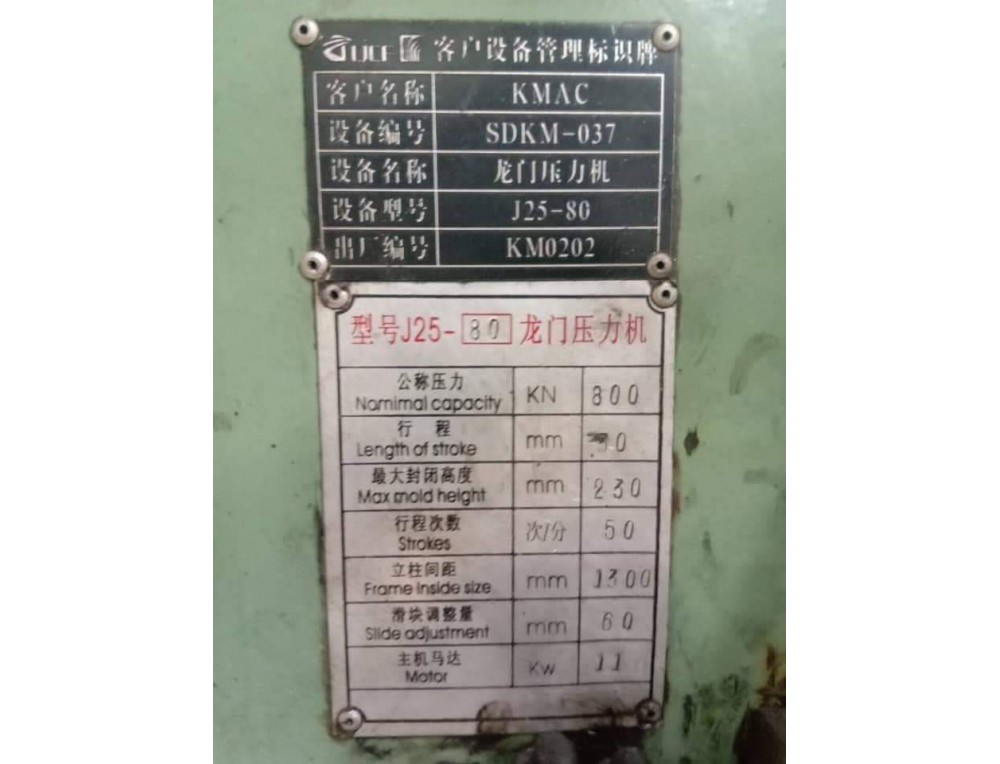 客户设备管理标识牌
客户名称 KMAC
设备编号 SDKM-037
设备名称 龙门压力机
设备型号 J25-80
出厂编号 KM0202
型号J25-80龙门压力机
公称压力 KN 800
Namimal capacity
行 程 mm
Length of stroke
最大封闭高度 mm 230
Max mold height
行程次数 次/分 50
Strokes
立柱间距 mm 1300
Frame inside size
滑块调整量 mm 60
Slide adjustment
主机马达 Kw 11
Motor